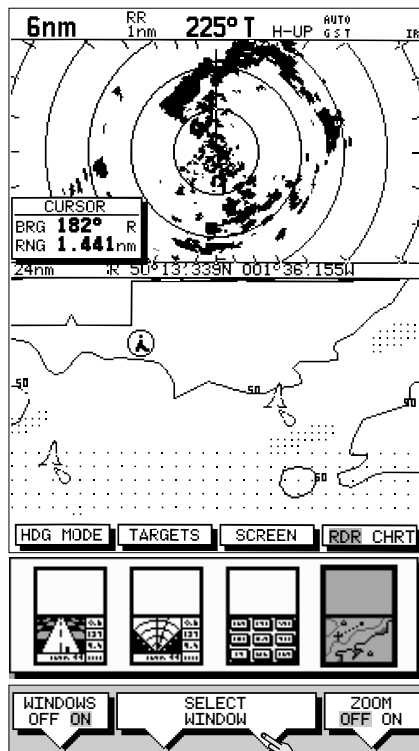 6nm RR 1nm 225°T H-UP AUTO GST IR
CURSOR
BRG 182° R
RNG 1.441nm
24nm R 50°13'.339N 001°36'.155W
50
50
50
50
HDG MODE TARGETS SCREEN RDR CHRT
WINDOWS OFF ON
SELECT WINDOW
ZOOM OFF ON